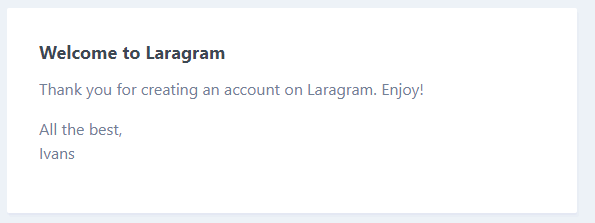 Welcome to Laragram
Thank you for creating an account on Laragram. Enjoy!
All the best,
Ivans